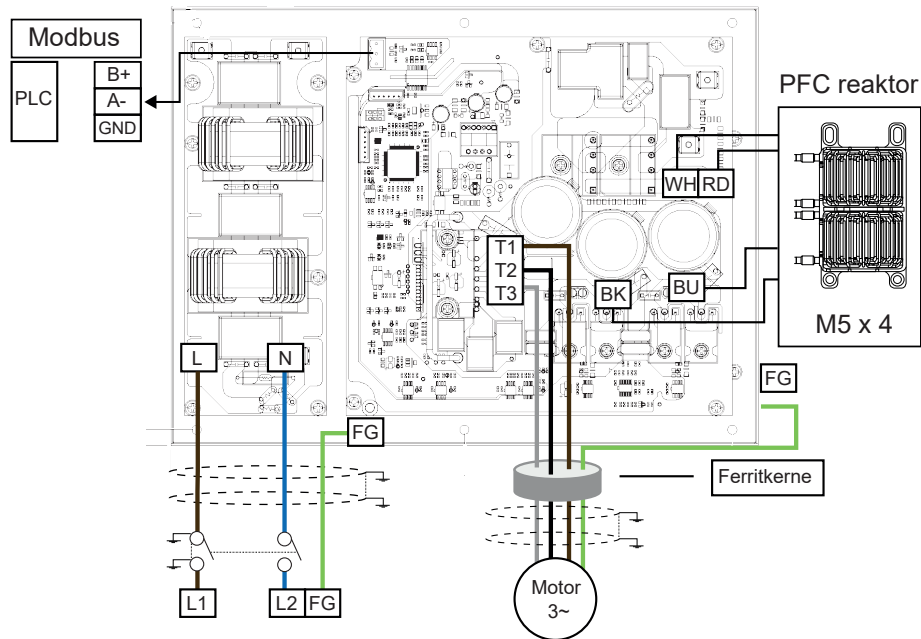 Modbus
PLC
B+
A-
GND
PFC reaktor
WH RD
T1
T2
T3
BK
BU
M5 x 4
L
N
FG
FG
Ferritkerne
L1
L2 FG
Motor
3~